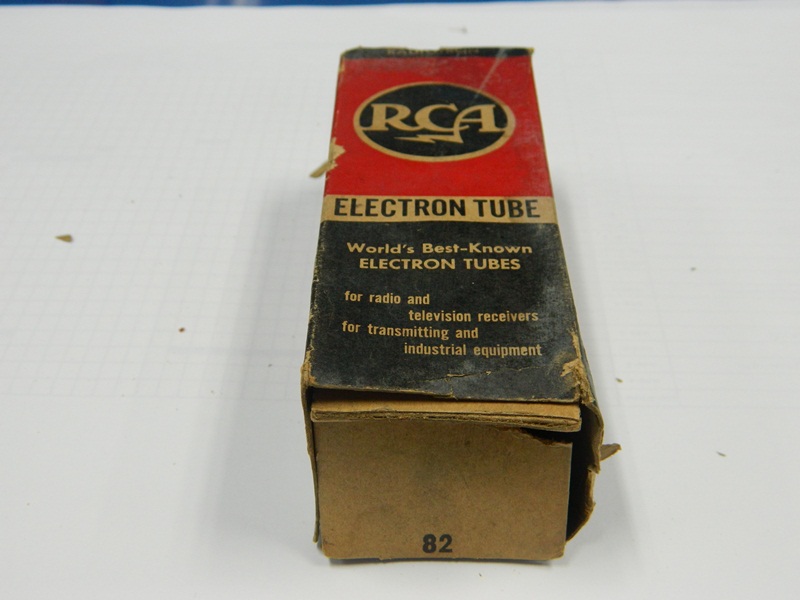 RCA
ELECTRON TUBE
World's Best-Known
ELECTRON TUBES
for radio and
television receivers
for transmitting and
industrial equipment
82